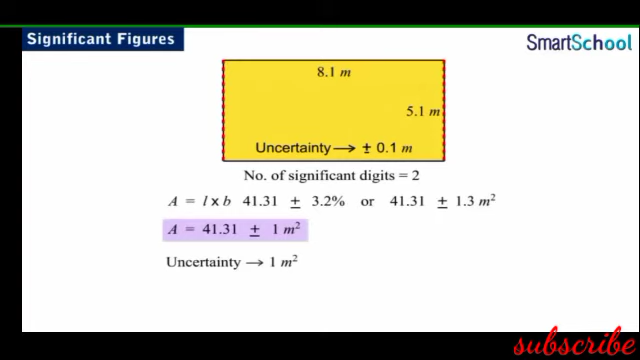 Significant Figures
SmartSchool
8.1 m
5.1 m
Uncertainty → ± 0.1 m
No. of significant digits = 2
A = l x b 41.31 ± 3.2% or 41.31 ± 1.3 m²
A = 41.31 ± 1 m²
Uncertainty → 1 m²
subscribe